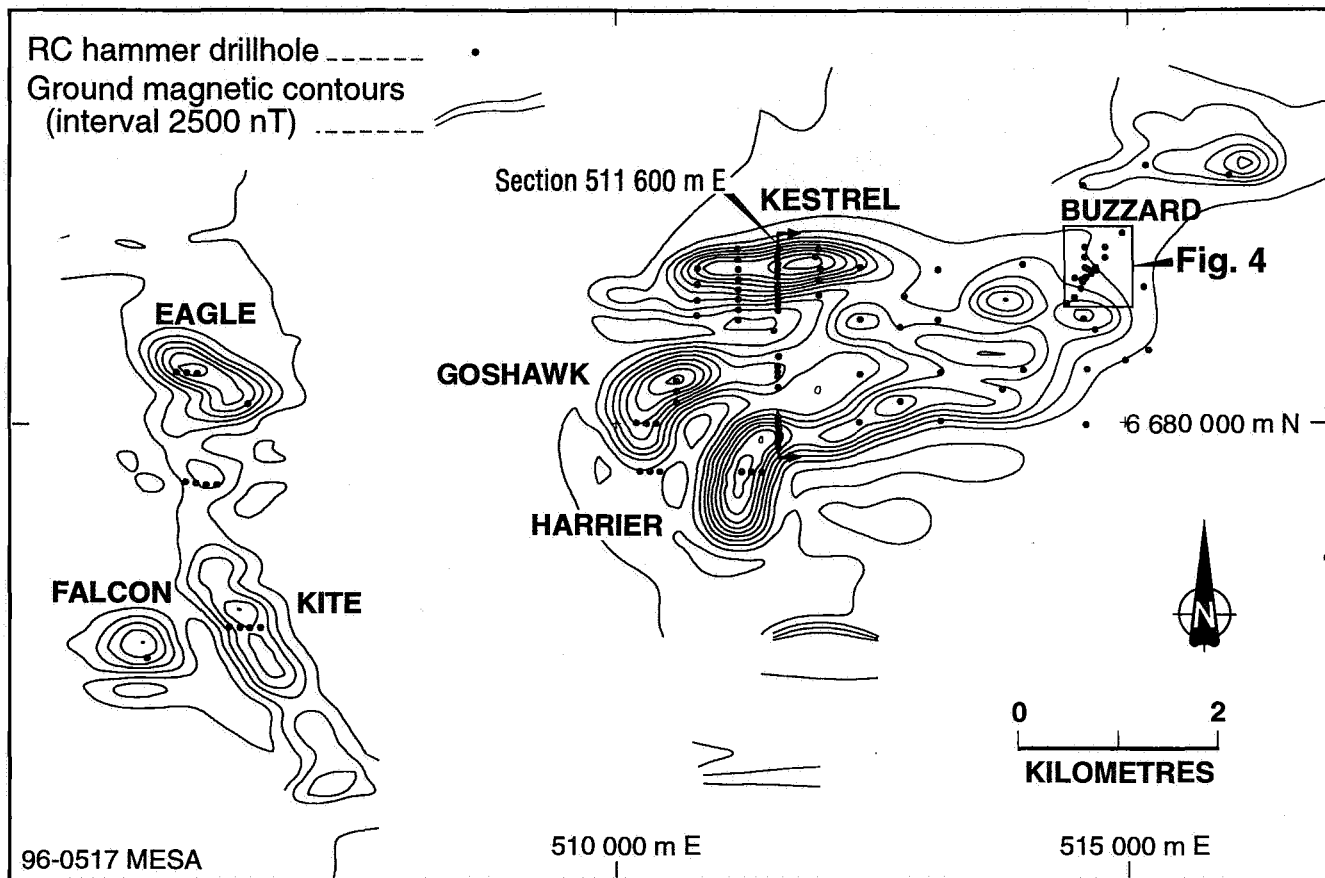 RC hammer drillhole
Ground magnetic contours
(interval 2500 nT)
Section 511 600 m E
KESTREL
BUZZARD
Fig. 4
EAGLE
GOSHAWK
6 680 000 m N
HARRIER
FALCON
KITE
N
0 2
KILOMETRES
510 000 m E
515 000 m E
96-0517 MESA